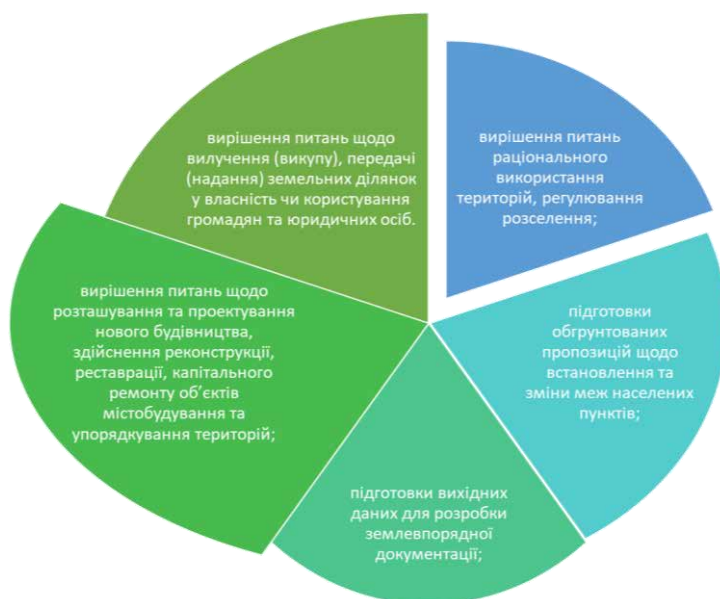 вирішення питань
раціонального
використання
територій, регулювання
розселення;
підготовки
обгрунтованих
пропозицій щодо
встановлення та
зміни меж населених
пунктів;
підготовки вихідних
даних для розробки
землевпорядної
документації;
вирішення питань щодо
розташування та проектування
нового будівництва,
здійснення реконструкції,
реставрації, капітального
ремонту об’єктів
містобудування та
упорядкування територій;
вирішення питань щодо
вилучення (викупу), передачі
(надання) земельних ділянок
у власність чи користування
громадян та юридичних осіб.